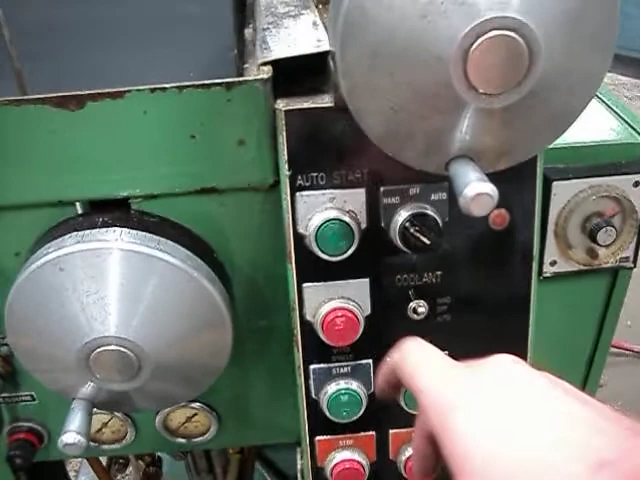 AUTO START
OFF
HAND AUTO
COOLANT
HAND
OFF
AUTO
START
STOP